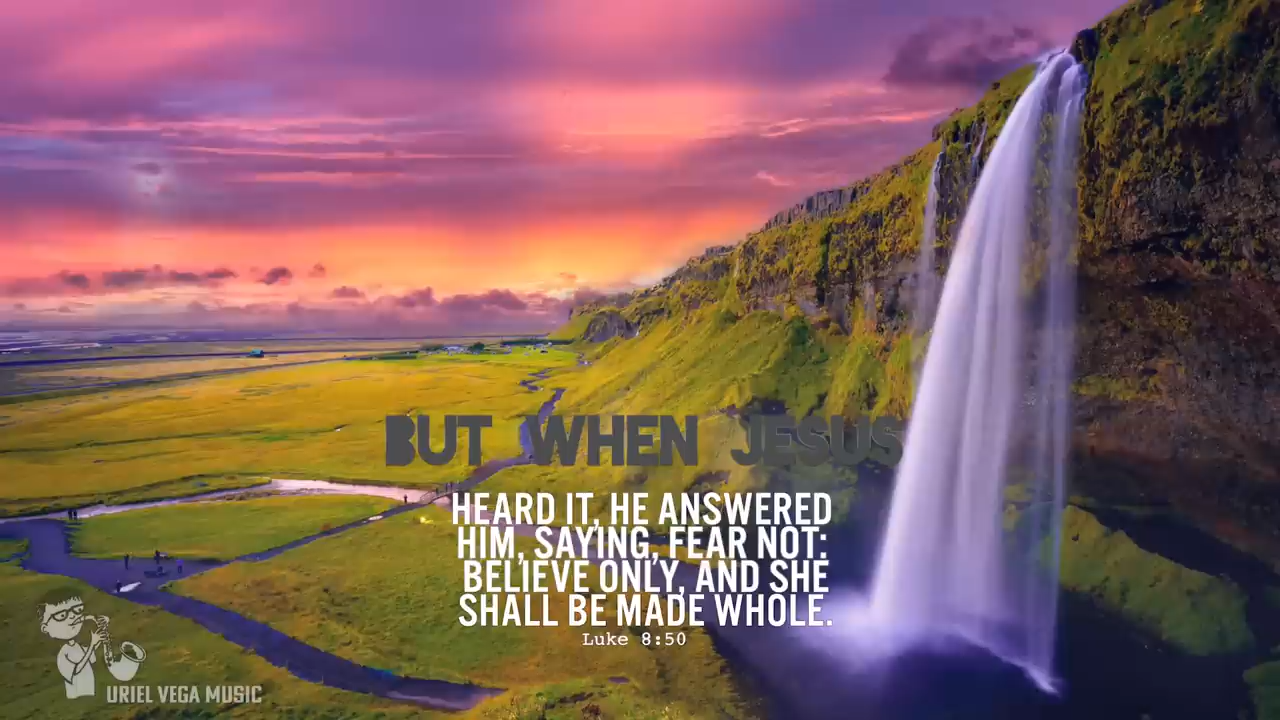 BUT WHEN JESUS
HEARD IT, HE ANSWERED
HIM, SAYING, FEAR NOT:
BELIEVE ONLY, AND SHE
SHALL BE MADE WHOLE.
Luke 8:50
URIEL VEGA MUSIC